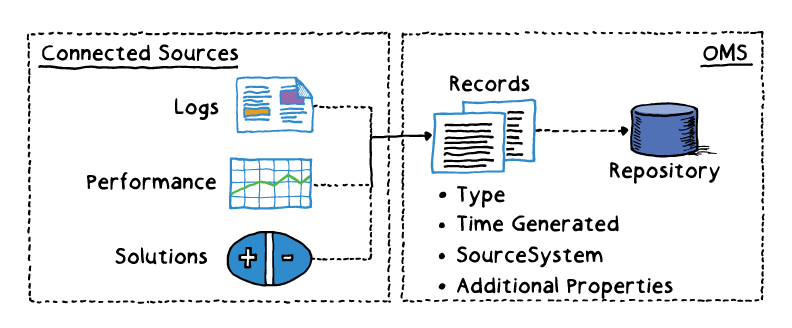 Connected Sources
Logs
Performance
Solutions
OMS
Records
Repository
• Type
• Time Generated
• SourceSystem
• Additional Properties